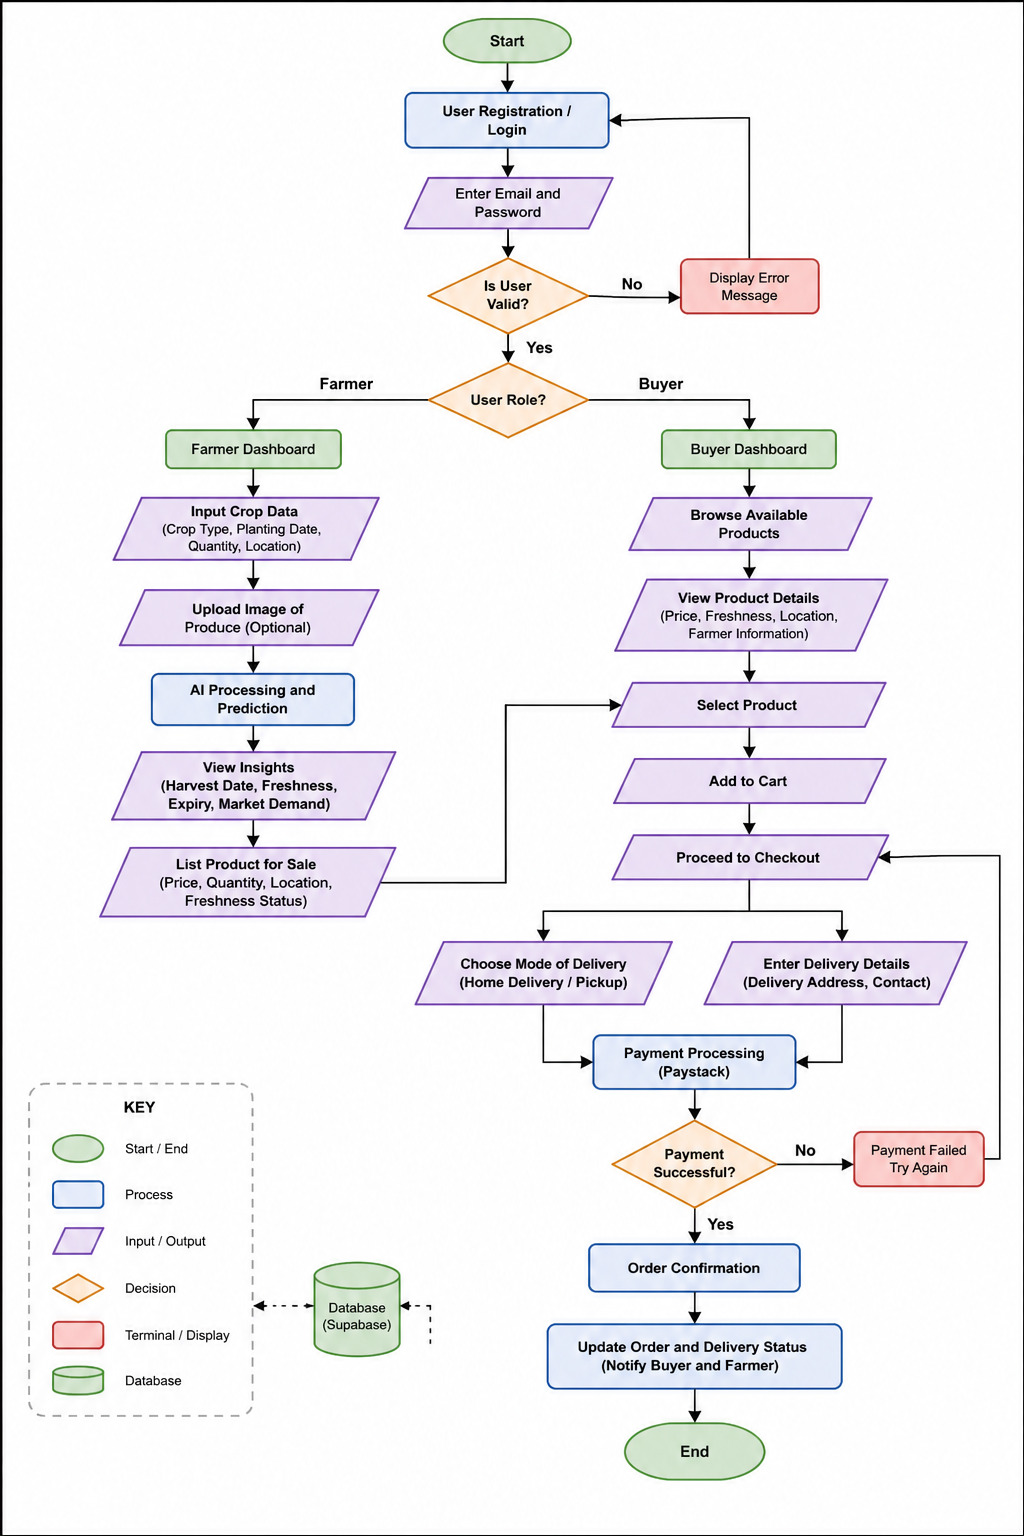 Start
User Registration /
Login
Enter Email and
Password
Is User
Valid?
No
Display Error
Message
Yes
User Role?
Farmer
Buyer
Farmer Dashboard
Input Crop Data
(Crop Type, Planting Date,
Quantity, Location)
Upload Image of
Produce (Optional)
AI Processing and
Prediction
View Insights
(Harvest Date, Freshness,
Expiry, Market Demand)
List Product for Sale
(Price, Quantity, Location,
Freshness Status)
Buyer Dashboard
Browse Available
Products
View Product Details
(Price, Freshness, Location,
Farmer Information)
Select Product
Add to Cart
Proceed to Checkout
Choose Mode of Delivery
(Home Delivery / Pickup)
Enter Delivery Details
(Delivery Address, Contact)
Payment Processing
(Paystack)
Payment
Successful?
No
Payment Failed
Try Again
Yes
Order Confirmation
Update Order and Delivery Status
(Notify Buyer and Farmer)
End
KEY
Start / End
Process
Input / Output
Decision
Terminal / Display
Database
Database
(Supabase)